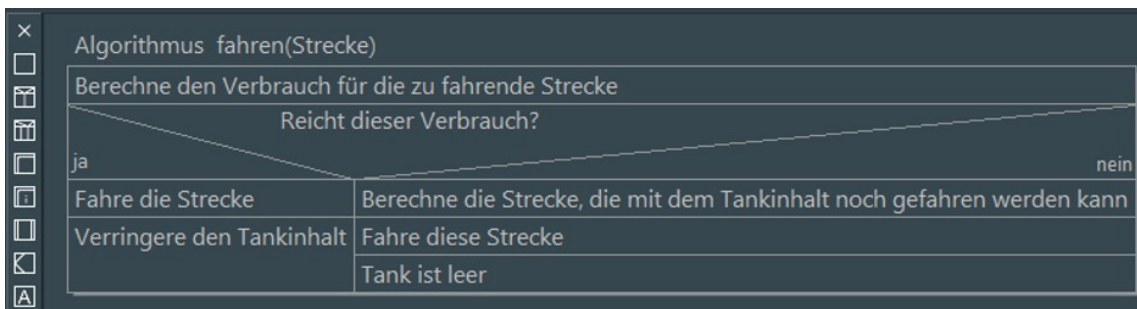 Algorithmus fahren(Strecke)
Berechne den Verbrauch für die zu fahrende Strecke
Reicht dieser Verbrauch?
ja
nein
Fahre die Strecke
Berechne die Strecke, die mit dem Tankinhalt noch gefahren werden kann
Verringere den Tankinhalt
Fahre diese Strecke
Tank ist leer
A